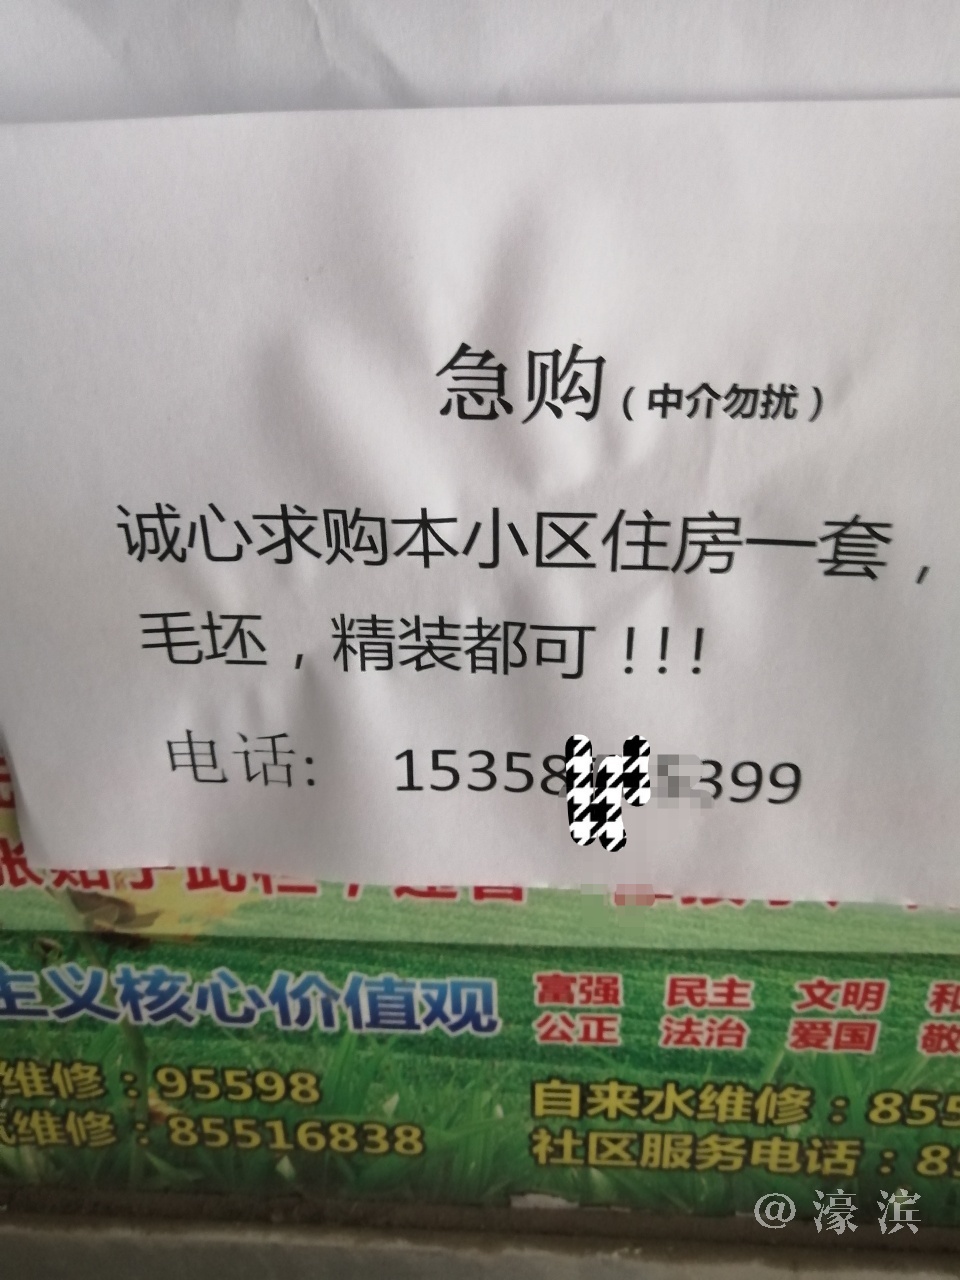 急购（中介勿扰）
诚心求购本小区住房一套，
毛坯，精装都可！！！
电话: 15358 399
主义核心价值观
富强 民主 文明 和
公正 法治 爱国 敬
维修：95598
自来水维修：855
维修：85516838
社区服务电话：85
@濠滨